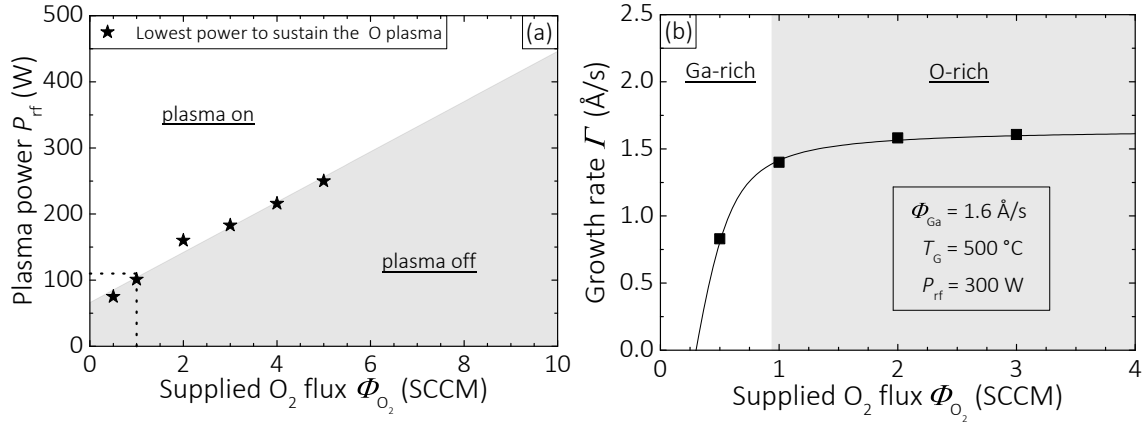 500
400
300
200
100
0
Plasma power P_rf (W)
★ Lowest power to sustain the O plasma
(a)
plasma on
plasma off
0 2 4 6 8 10
Supplied O₂ flux Φ_O₂ (SCCM)
2.5
2.0
1.5
1.0
0.5
0.0
Growth rate Γ (Å/s)
(b)
Ga-rich
O-rich
Φ_Ga = 1.6 Å/s
T_G = 500 °C
P_rf = 300 W
0 1 2 3 4
Supplied O₂ flux Φ_O₂ (SCCM)